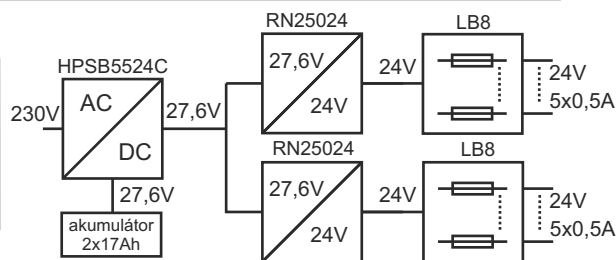 RN25024
LB8
HPSB5524C
27,6V
24V
24V
24V
5x0,5A
230V
AC
DC
27,6V
27,6V
akumulátor
2x17Ah
RN25024
LB8
27,6V
24V
24V
24V
5x0,5A